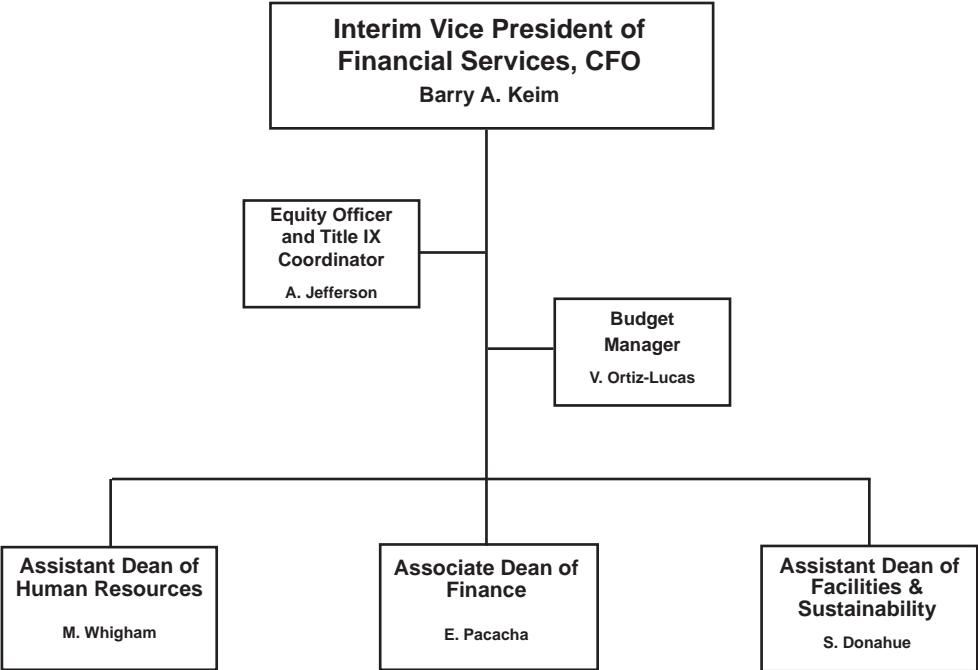 Interim Vice President of
Financial Services, CFO
Barry A. Keim
Equity Officer
and Title IX
Coordinator
A. Jefferson
Budget
Manager
V. Ortiz-Lucas
Assistant Dean of
Human Resources
M. Whigham
Associate Dean of
Finance
E. Pacacha
Assistant Dean of
Facilities &
Sustainability
S. Donahue